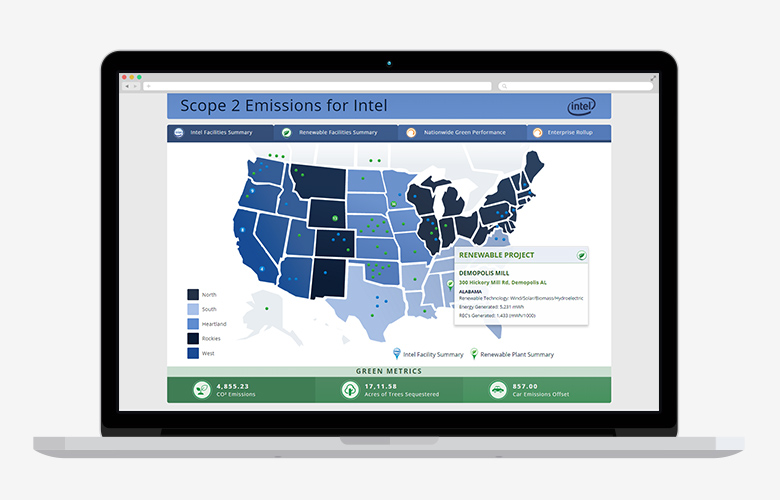 Scope 2 Emissions for Intel
intel
Intel Facilities Summary
Renewable Facilities Summary
Nationwide Green Performance
Enterprise Rollup
RENEWABLE PROJECT
DEMOPOLIS MILL
300 Hickory Mill Rd, Demopolis AL
ALABAMA
Renewable Technology: Wind/Solar/Biomass/Hydroelectric
Energy Generated: 5,231 mWh
REC's Generated: 1,433 (mWh/1000)
North
South
Heartland
Rockies
West
Intel Facility Summary
Renewable Plant Summary
GREEN METRICS
4,855.23
CO² Emissions
17,11.58
Acres of Trees Sequestered
857.00
Car Emissions Offset